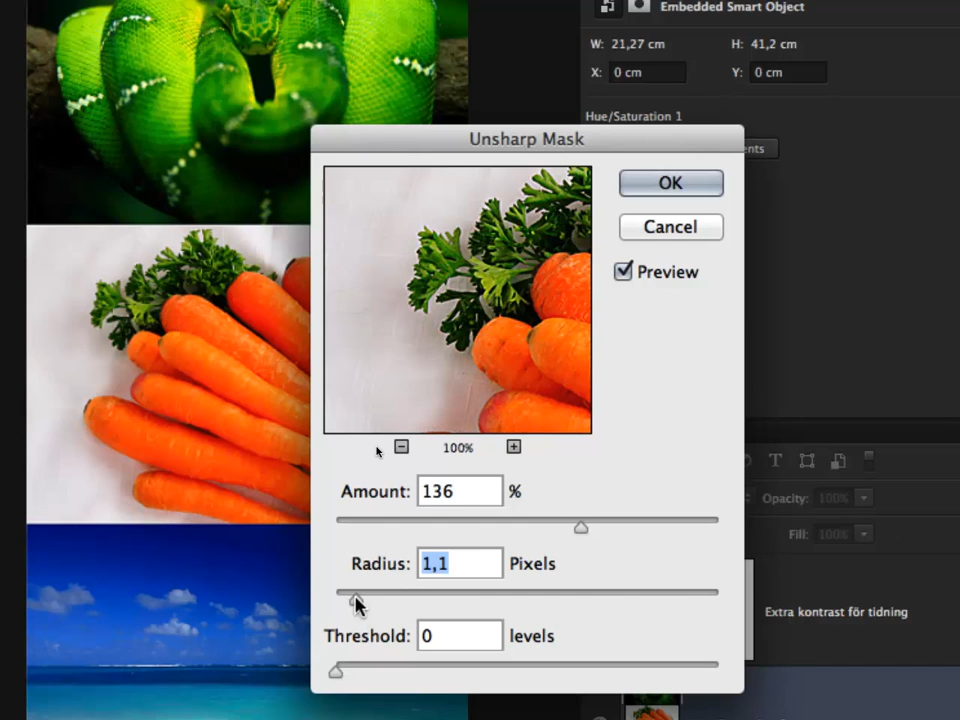 Embedded Smart Object
W: 21,27 cm H: 41,2 cm
X: 0 cm Y: 0 cm
Hue/Saturation 1
Unsharp Mask
OK
Cancel
Preview
100%
Amount: 136 %
Radius: 1,1 Pixels
Threshold: 0 levels
Opacity: 100%
Fill: 100%
Extra kontrast för tidning